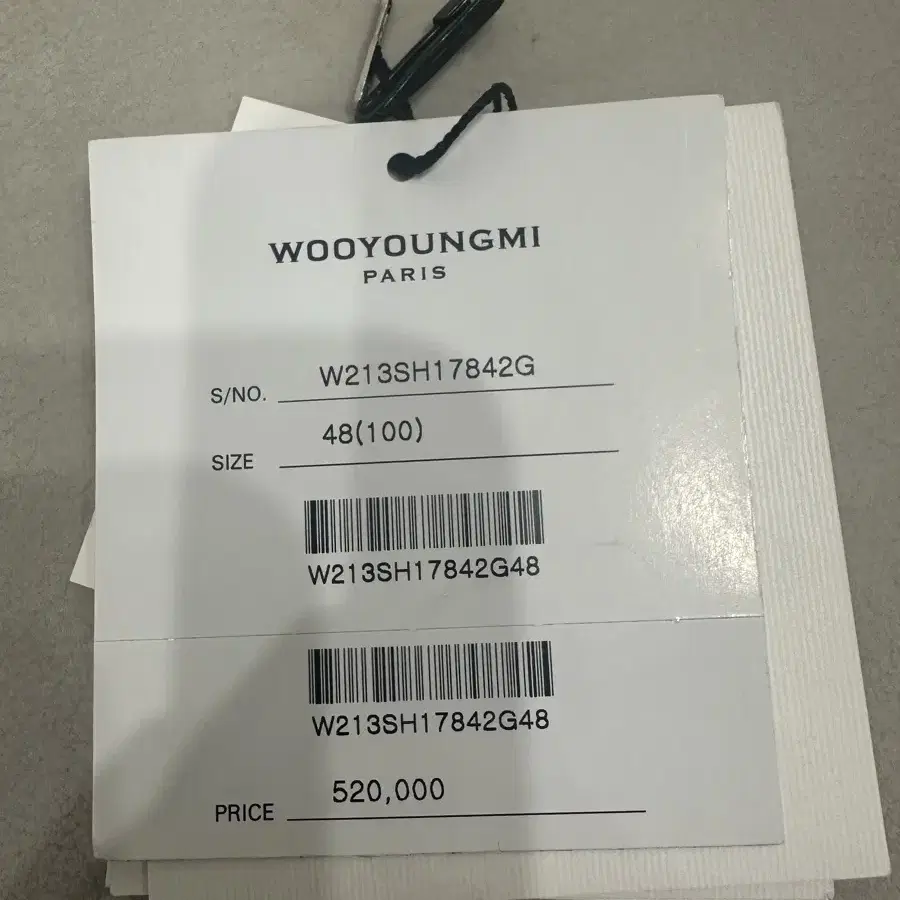 WOOYOUNGMI
PARIS
S/NO. W213SH17842G
SIZE 48(100)
W213SH17842G48
W213SH17842G48
PRICE 520,000